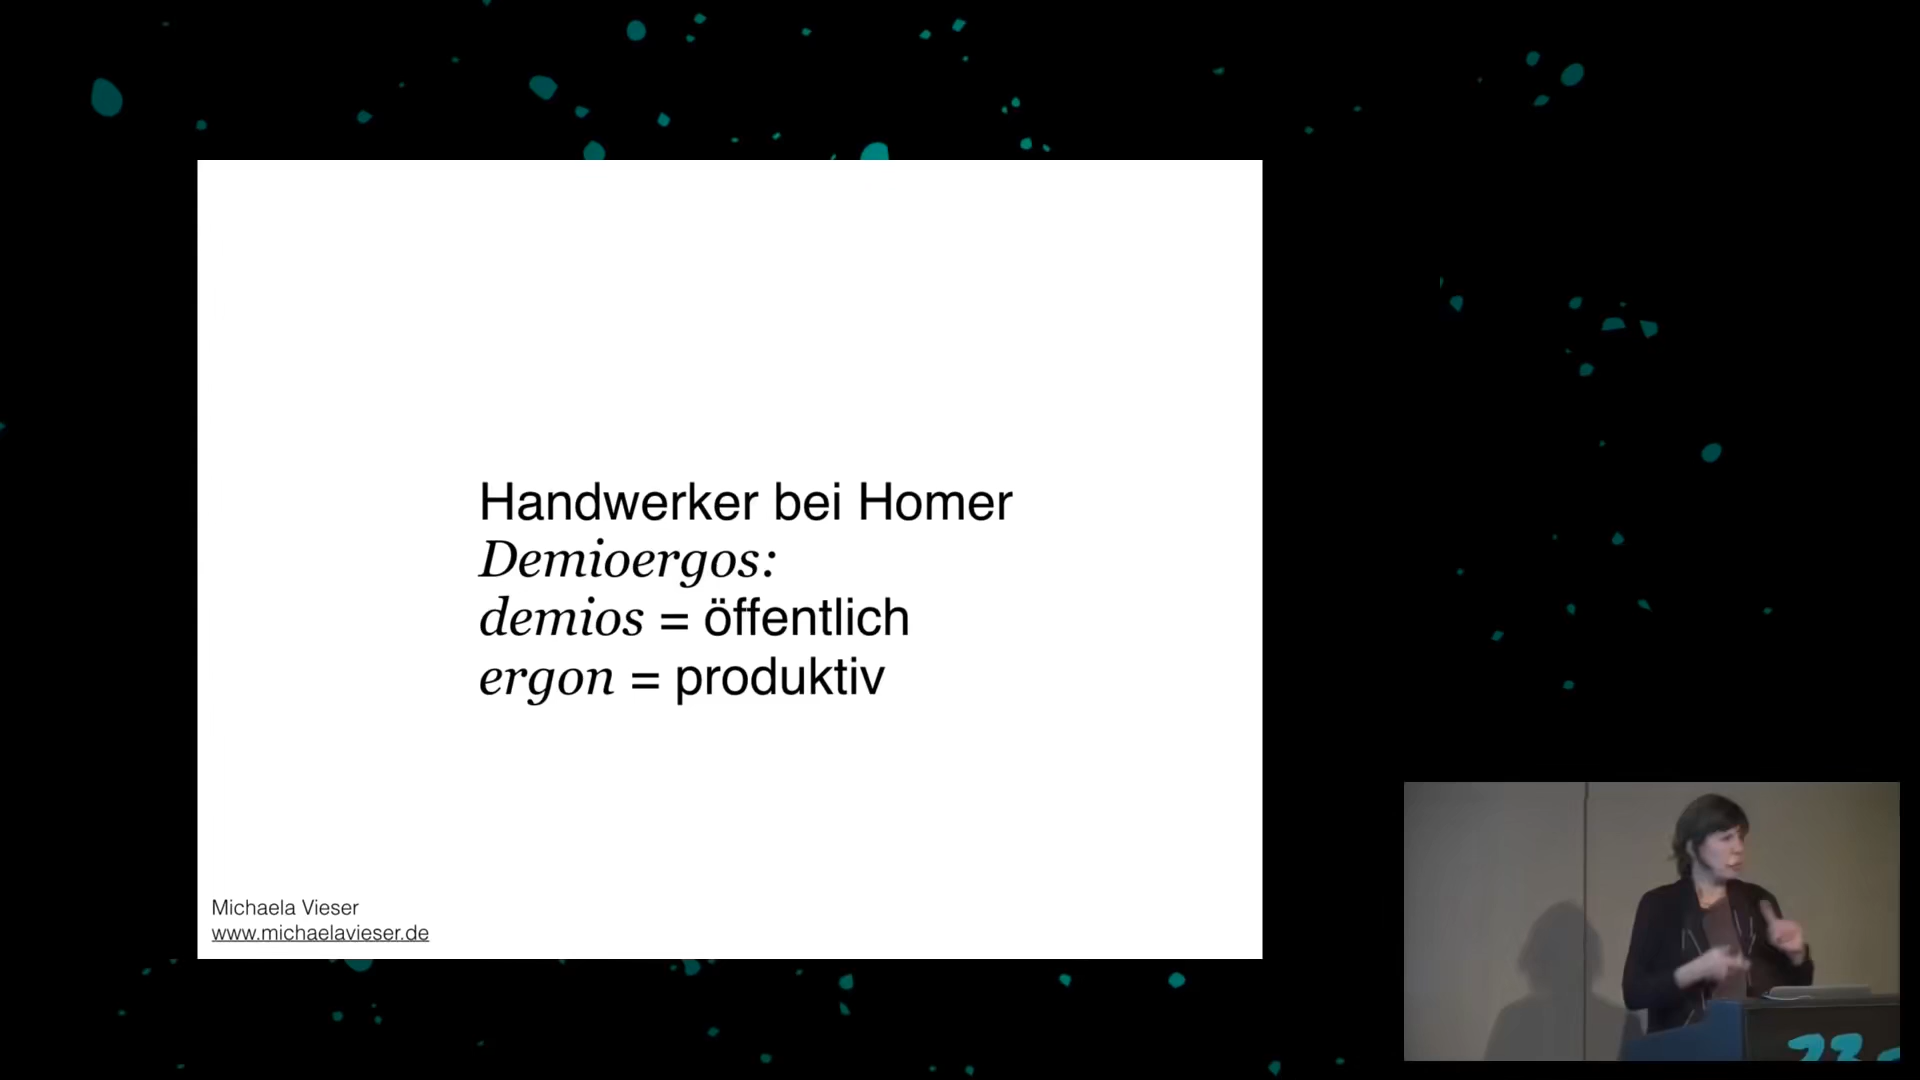 Handwerker bei Homer
Demioergos:
demios = öffentlich
ergon = produktiv
Michaela Vieser
www.michaelavieser.de